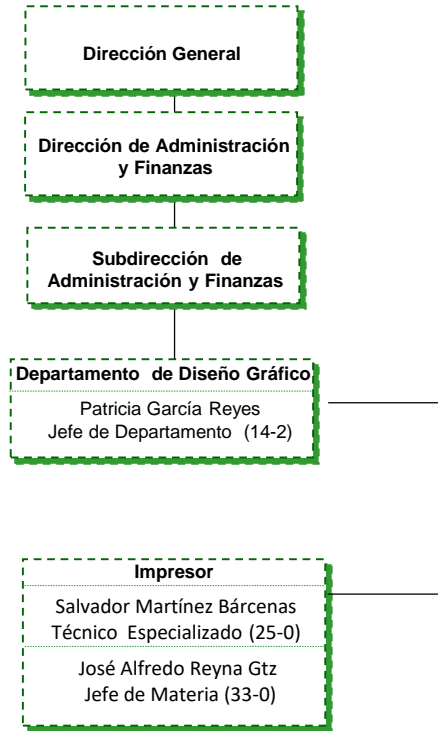 Dirección General
Dirección de Administración
y Finanzas
Subdirección de
Administración y Finanzas
Departamento de Diseño Gráfico
Patricia García Reyes
Jefe de Departamento (14-2)
Impresor
Salvador Martínez Bárcenas
Técnico Especializado (25-0)
José Alfredo Reyna Gtz
Jefe de Materia (33-0)